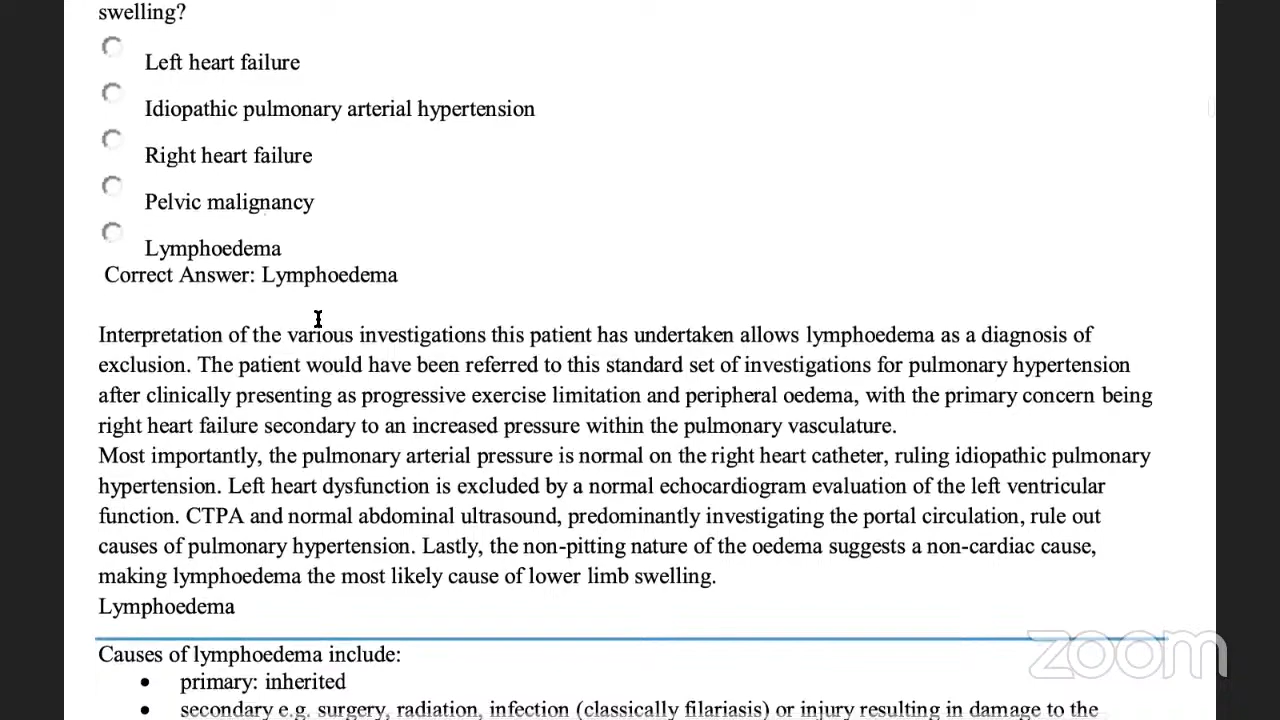 swelling?
Left heart failure
Idiopathic pulmonary arterial hypertension
Right heart failure
Pelvic malignancy
Lymphoedema
Correct Answer: Lymphoedema
Interpretation of the various investigations this patient has undertaken allows lymphoedema as a diagnosis of
exclusion. The patient would have been referred to this standard set of investigations for pulmonary hypertension
after clinically presenting as progressive exercise limitation and peripheral oedema, with the primary concern being
right heart failure secondary to an increased pressure within the pulmonary vasculature.
Most importantly, the pulmonary arterial pressure is normal on the right heart catheter, ruling idiopathic pulmonary
hypertension. Left heart dysfunction is excluded by a normal echocardiogram evaluation of the left ventricular
function. CTPA and normal abdominal ultrasound, predominantly investigating the portal circulation, rule out
causes of pulmonary hypertension. Lastly, the non-pitting nature of the oedema suggests a non-cardiac cause,
making lymphoedema the most likely cause of lower limb swelling.
Lymphoedema
Causes of lymphoedema include:
• primary: inherited
• secondary e.g. surgery, radiation, infection (classically filariasis) or injury resulting in damage to the
zoom